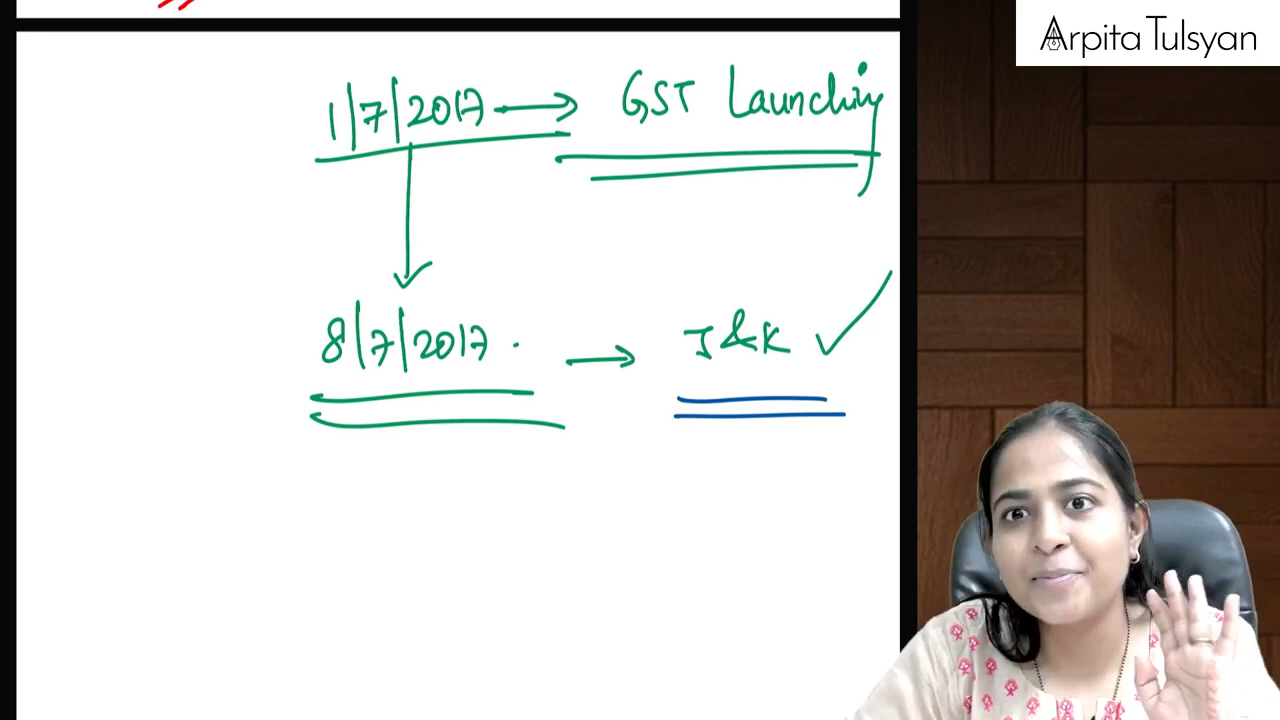 Arpita Tulsyan
1/7/2017 → GST Launching
8/7/2017 . → J&K ✓